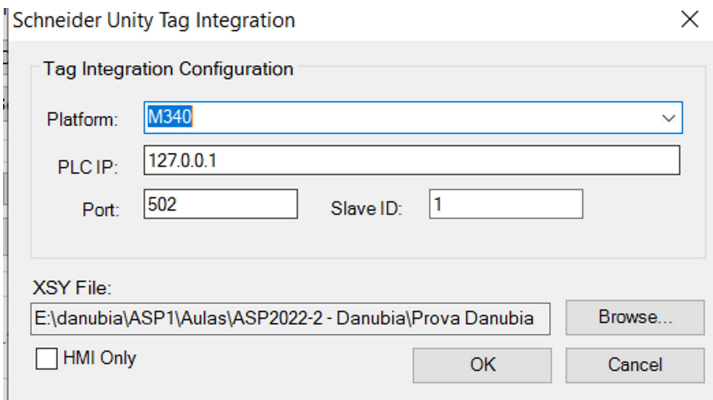 Schneider Unity Tag Integration
Tag Integration Configuration
Platform: M340
PLC IP: 127.0.0.1
Port: 502 Slave ID: 1
XSY File:
E:\danubia\ASP1\Aulas\ASP2022-2 - Danubia\Prova Danubia Browse...
HMI Only OK Cancel